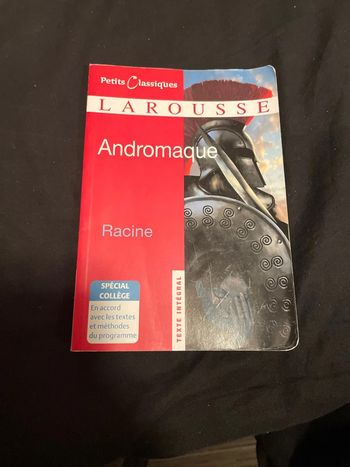 Petits Classiques
LAROUSSE
Andromaque
Racine
SPÉCIAL
COLLÈGE
En accord
avec les textes
et méthodes
du programme
TEXTE INTÉGRAL